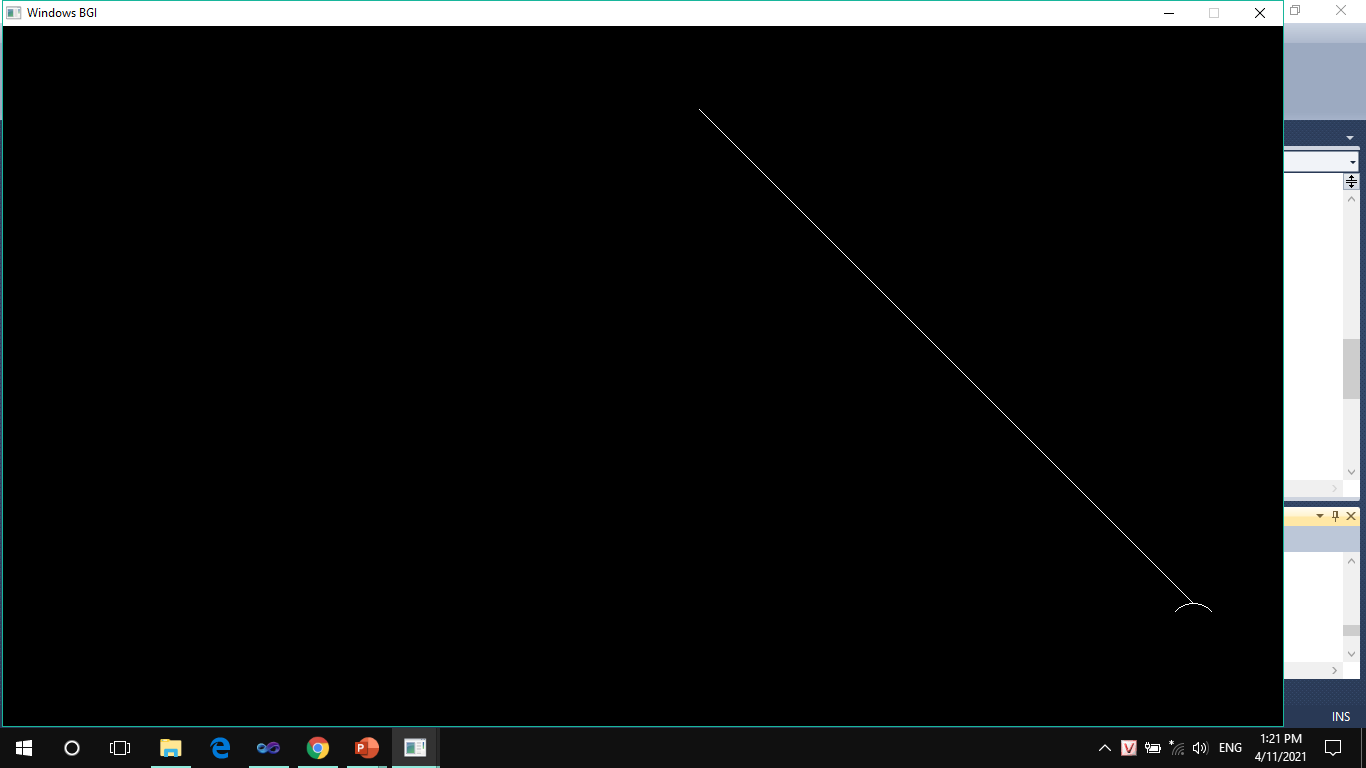 Windows BGI
INS
P
V
ENG
1:21 PM
4/11/2021